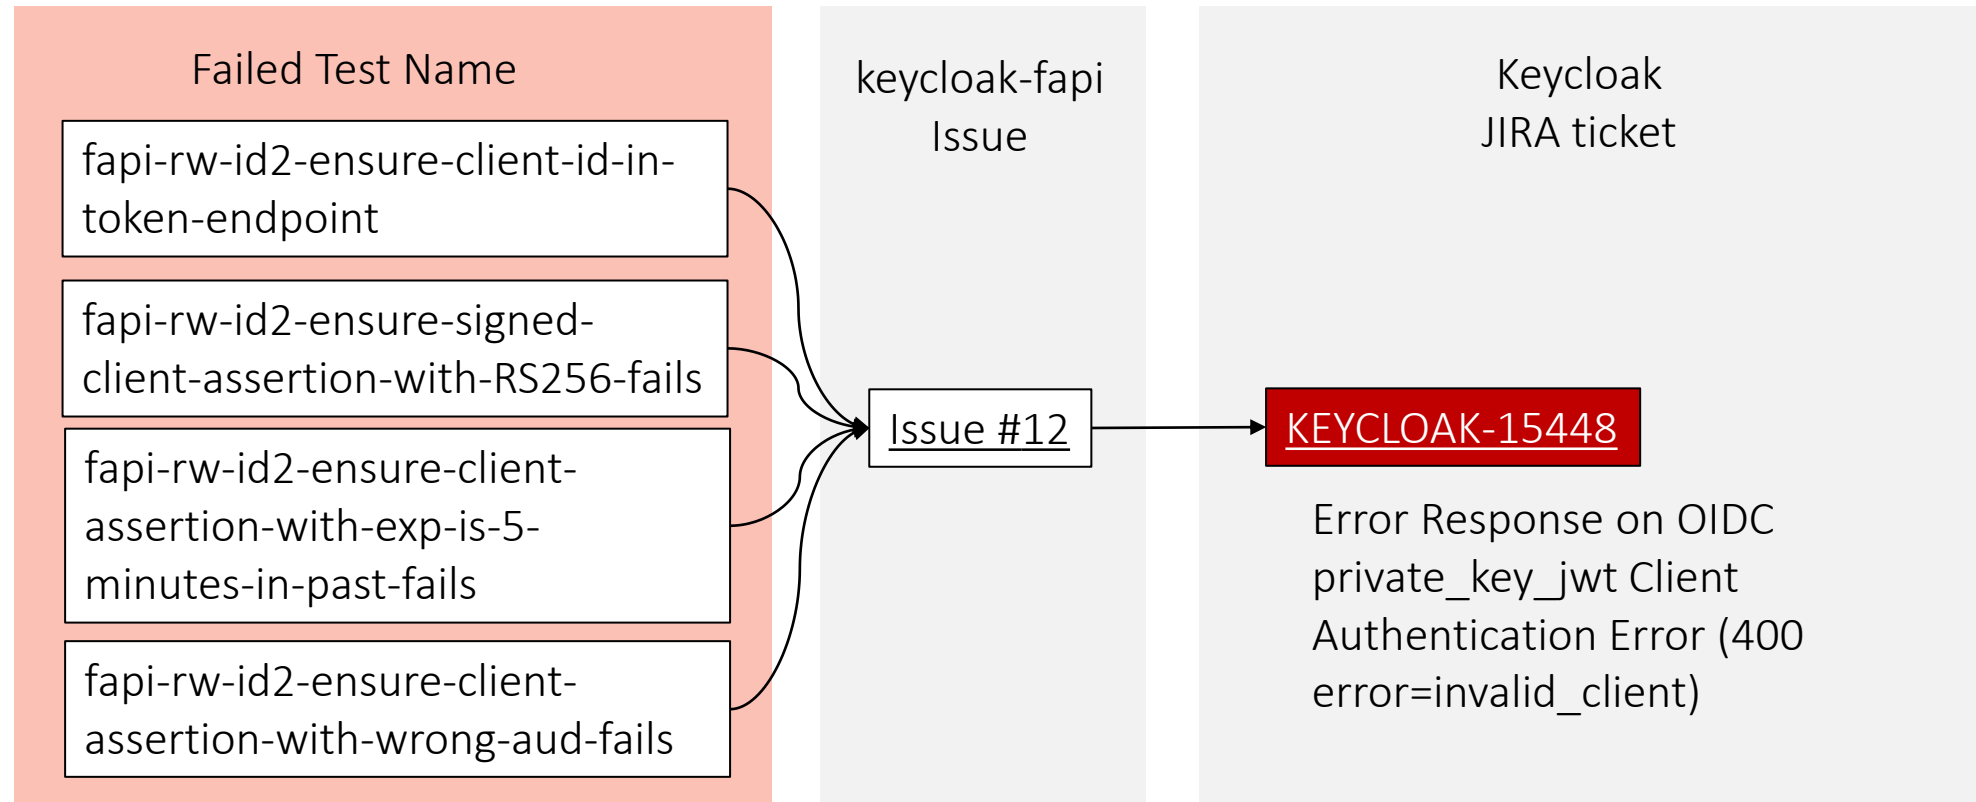 Failed Test Name
fapi-rw-id2-ensure-client-id-in-
token-endpoint
fapi-rw-id2-ensure-signed-
client-assertion-with-RS256-fails
fapi-rw-id2-ensure-client-
assertion-with-exp-is-5-
minutes-in-past-fails
fapi-rw-id2-ensure-client-
assertion-with-wrong-aud-fails
keycloak-fapi
Issue
Issue #12
Keycloak
JIRA ticket
KEYCLOAK-15448
Error Response on OIDC
private_key_jwt Client
Authentication Error (400
error=invalid_client)